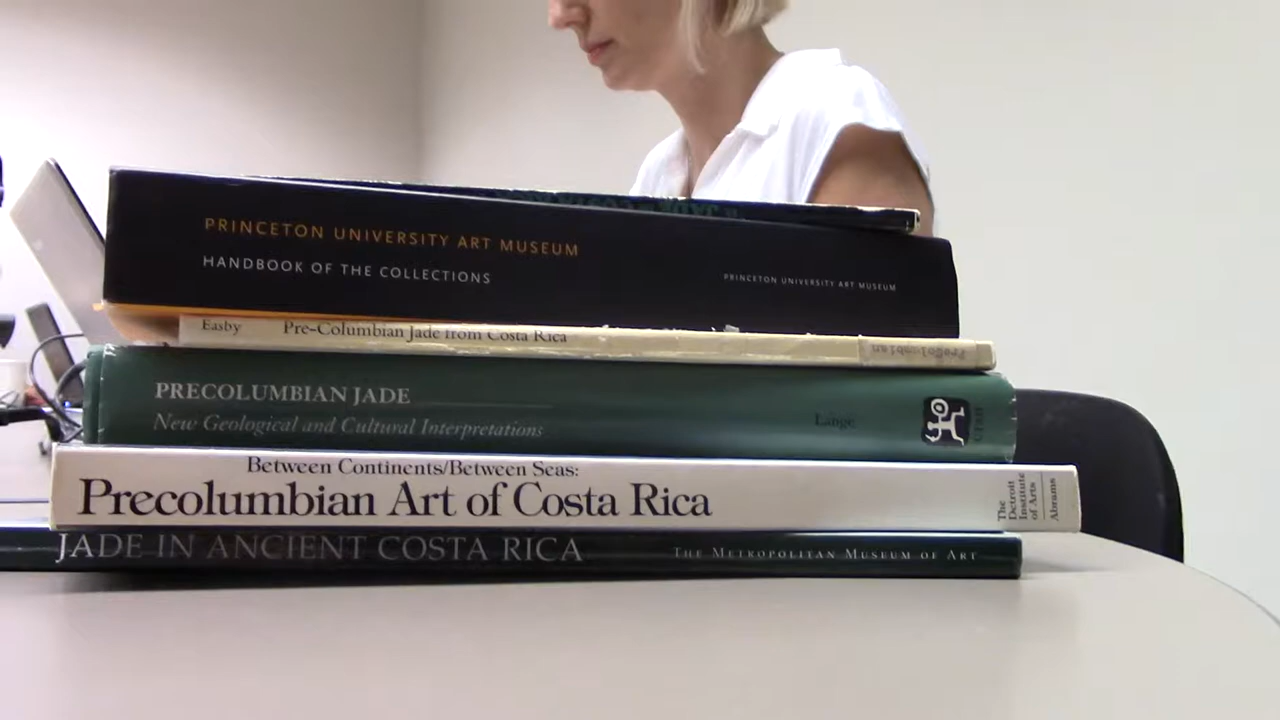 PRINCETON UNIVERSITY ART MUSEUM
HANDBOOK OF THE COLLECTIONS
PRINCETON UNIVERSITY ART MUSEUM
Easby
Pre-Columbian Jade from Costa Rica
PRECOLUMBIAN JADE
New Geological and Cultural Interpretations
Lange
UTAH
Between Continents/Between Seas:
Precolumbian Art of Costa Rica
The
Detroit
Institute
of Arts
Abrams
JADE IN ANCIENT COSTA RICA
THE METROPOLITAN MUSEUM OF ART